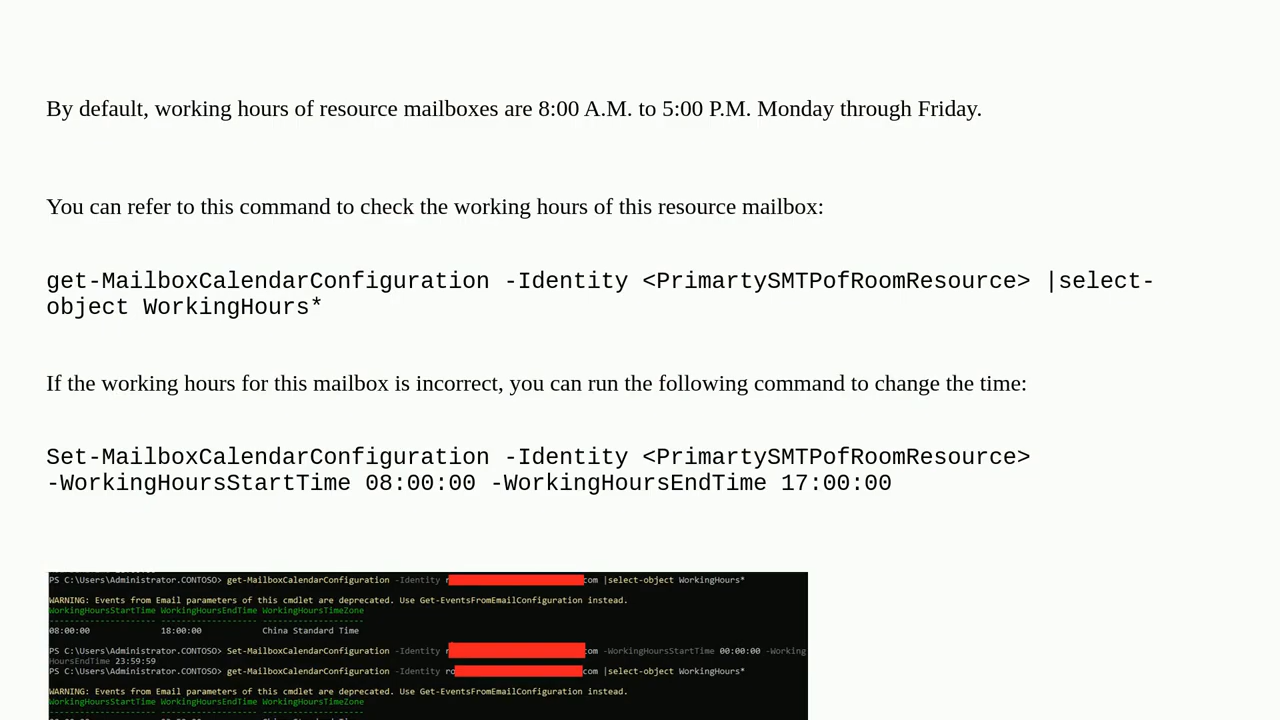 By default, working hours of resource mailboxes are 8:00 A.M. to 5:00 P.M. Monday through Friday.
You can refer to this command to check the working hours of this resource mailbox:
get-MailboxCalendarConfiguration -Identity <PrimartySMTPofRoomResource> |select-
object WorkingHours*
If the working hours for this mailbox is incorrect, you can run the following command to change the time:
Set-MailboxCalendarConfiguration -Identity <PrimartySMTPofRoomResource>
-WorkingHoursStartTime 08:00:00 -WorkingHoursEndTime 17:00:00
PS C:\Users\Administrator.CONTOSO> get-MailboxCalendarConfiguration -Identity r com |select-object WorkingHours*
WARNING: Events from Email parameters of this cmdlet are deprecated. Use Get-EventsFromEmailConfiguration instead.
WorkingHoursStartTime WorkingHoursEndTime WorkingHoursTimeZone
--------------------- ------------------- --------------------
08:00:00 18:00:00 China Standard Time
PS C:\Users\Administrator.CONTOSO> Set-MailboxCalendarConfiguration -Identity r com -WorkingHoursStartTime 00:00:00 -Working
HoursEndTime 23:59:59
PS C:\Users\Administrator.CONTOSO> get-MailboxCalendarConfiguration -Identity ro com |select-object WorkingHours*
WARNING: Events from Email parameters of this cmdlet are deprecated. Use Get-EventsFromEmailConfiguration instead.
WorkingHoursStartTime WorkingHoursEndTime WorkingHoursTimeZone
--------------------- ------------------- --------------------